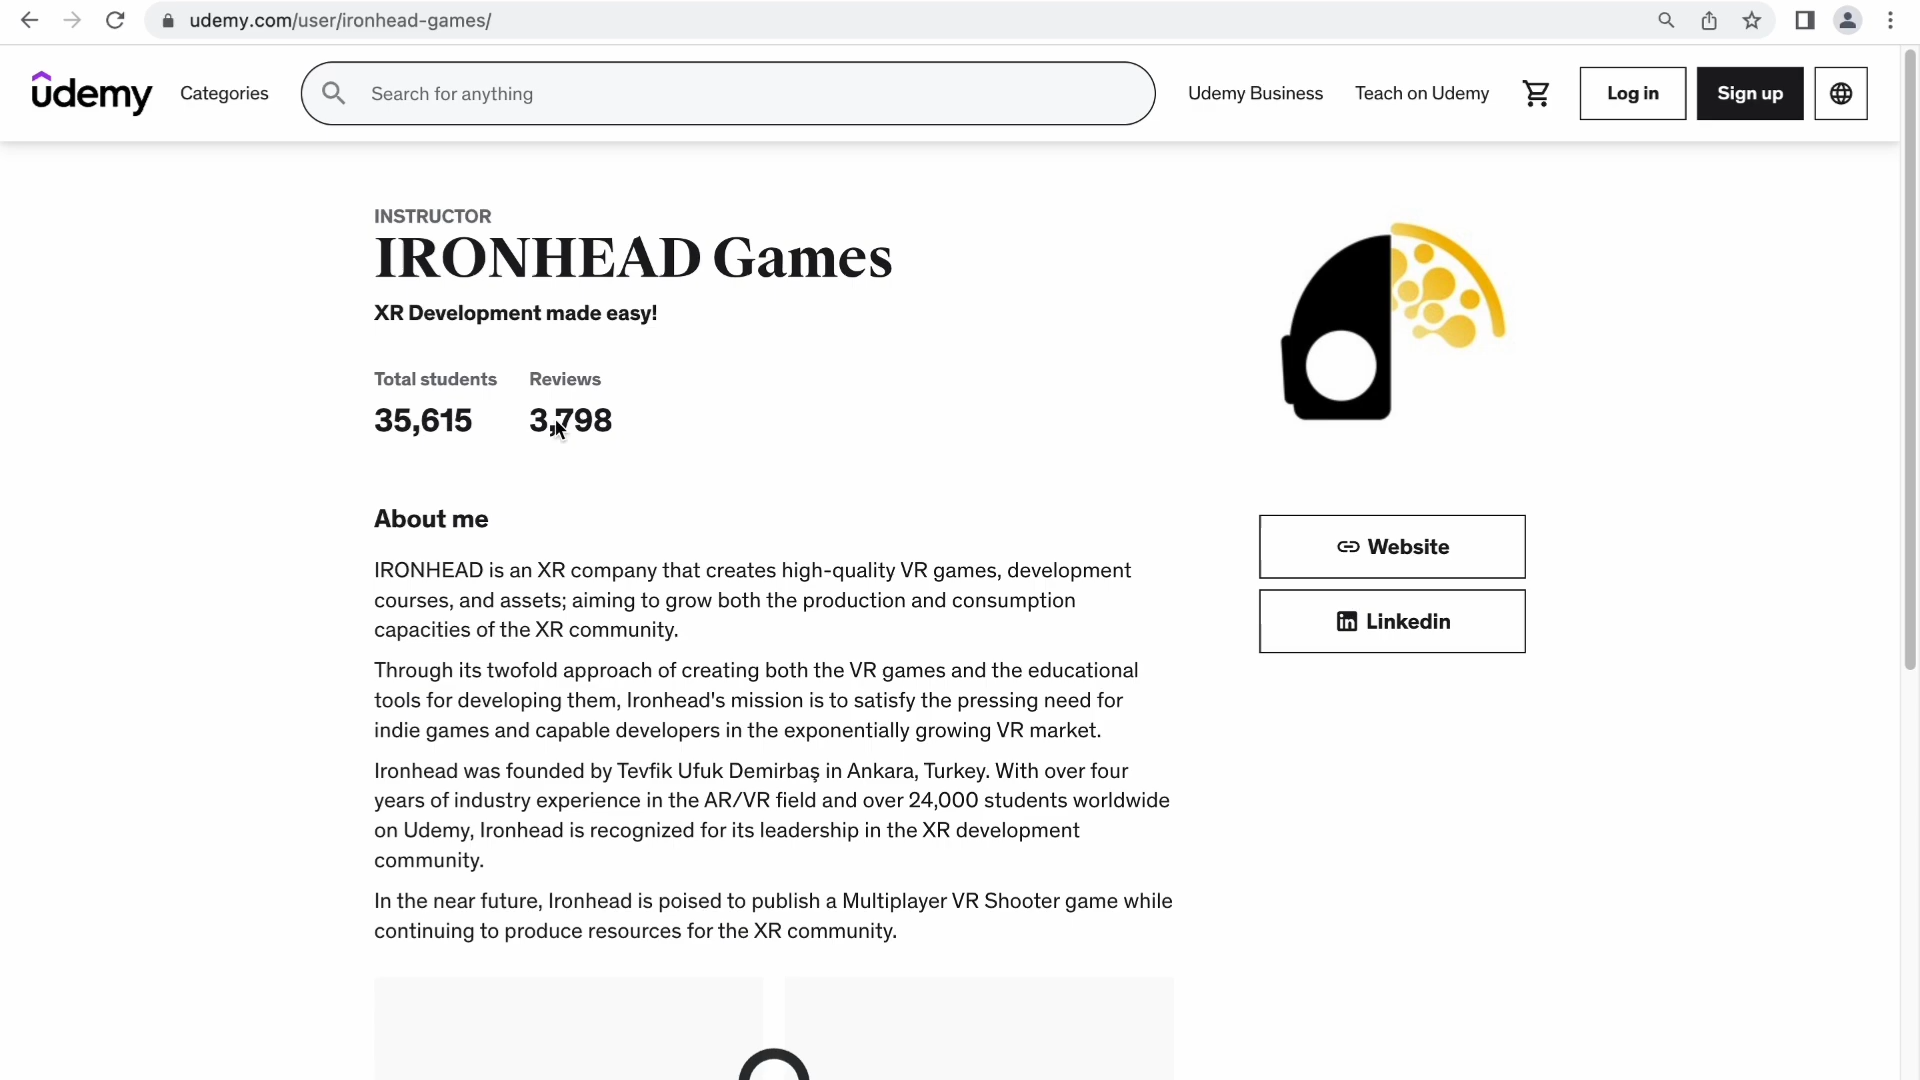 udemy.com/user/ironhead-games/
udemy
Categories
Search for anything
Udemy Business
Teach on Udemy
Log in
Sign up
INSTRUCTOR
IRONHEAD Games
XR Development made easy!
Total students
Reviews
35,615
3,798
About me
IRONHEAD is an XR company that creates high-quality VR games, development
courses, and assets; aiming to grow both the production and consumption
capacities of the XR community.
Through its twofold approach of creating both the VR games and the educational
tools for developing them, Ironhead's mission is to satisfy the pressing need for
indie games and capable developers in the exponentially growing VR market.
Ironhead was founded by Tevfik Ufuk Demirbaş in Ankara, Turkey. With over four
years of industry experience in the AR/VR field and over 24,000 students worldwide
on Udemy, Ironhead is recognized for its leadership in the XR development
community.
In the near future, Ironhead is poised to publish a Multiplayer VR Shooter game while
continuing to produce resources for the XR community.
Website
Linkedin